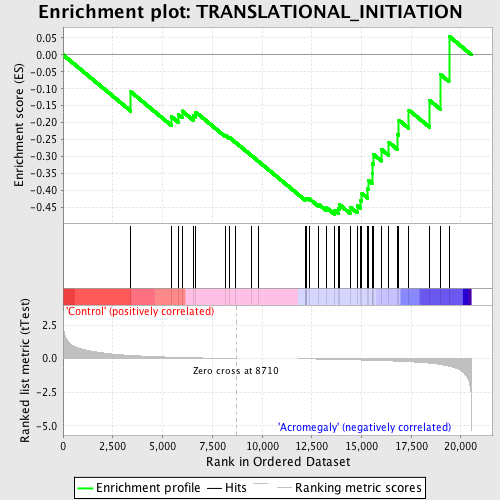 Enrichment plot: TRANSLATIONAL_INITIATION
Enrichment score (ES)
0.05
0.00
-0.05
-0.10
-0.15
-0.20
-0.25
-0.30
-0.35
-0.40
-0.45
'Control' (positively correlated)
Ranked list metric (tTest)
2.5
0.0
-2.5
-5.0
Zero cross at 8710
'Acromegaly' (negatively correlated)
0 2,500 5,000 7,500 10,000 12,500 15,000 17,500 20,000
Rank in Ordered Dataset
Enrichment profile Hits Ranking metric scores